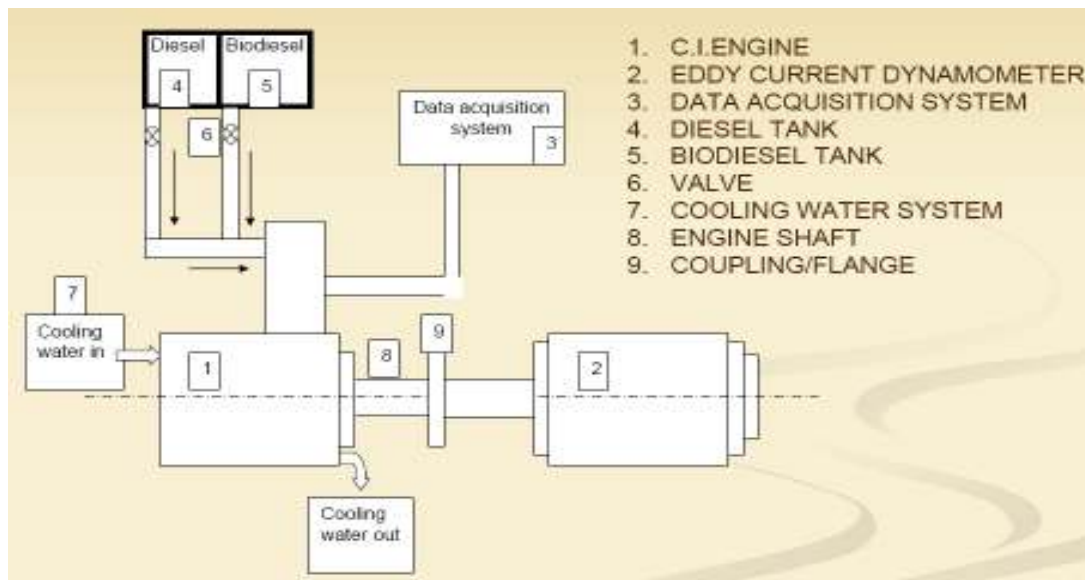 Diesel
Biodiesel
4
5
6
Data acquisition
system
3
1. C.I.ENGINE
2. EDDY CURRENT DYNAMOMETER
3. DATA ACQUISITION SYSTEM
4. DIESEL TANK
5. BIODIESEL TANK
6. VALVE
7. COOLING WATER SYSTEM
8. ENGINE SHAFT
9. COUPLING/FLANGE
7
Cooling
water in
1
8
9
2
Cooling
water out